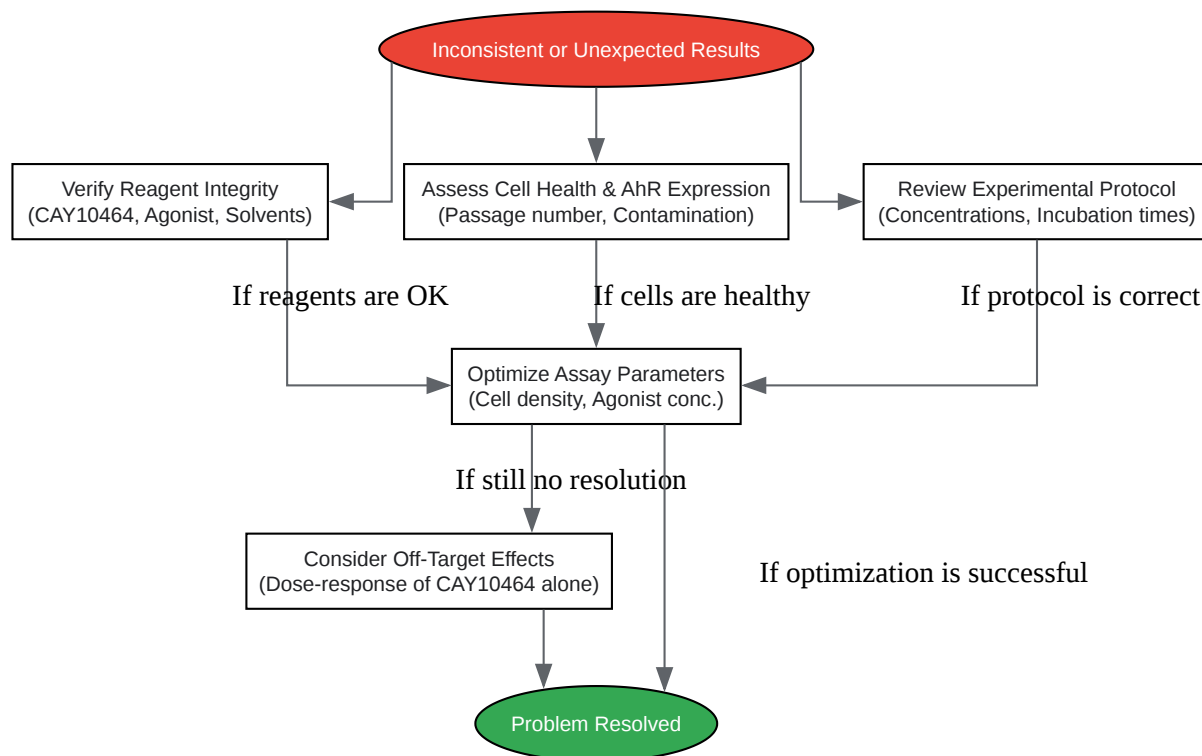 Inconsistent or Unexpected Results
Verify Reagent Integrity
(CAY10464, Agonist, Solvents)
Assess Cell Health & AhR Expression
(Passage number, Contamination)
Review Experimental Protocol
(Concentrations, Incubation times)
If reagents are OK
If cells are healthy
If protocol is correct
Optimize Assay Parameters
(Cell density, Agonist conc.)
If still no resolution
Consider Off-Target Effects
(Dose-response of CAY10464 alone)
If optimization is successful
Problem Resolved